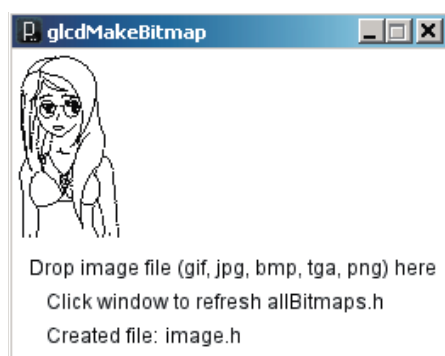 glcdMakeBitmap
Drop image file (gif, jpg, bmp, tga, png) here
Click window to refresh allBitmaps.h
Created file: image.h